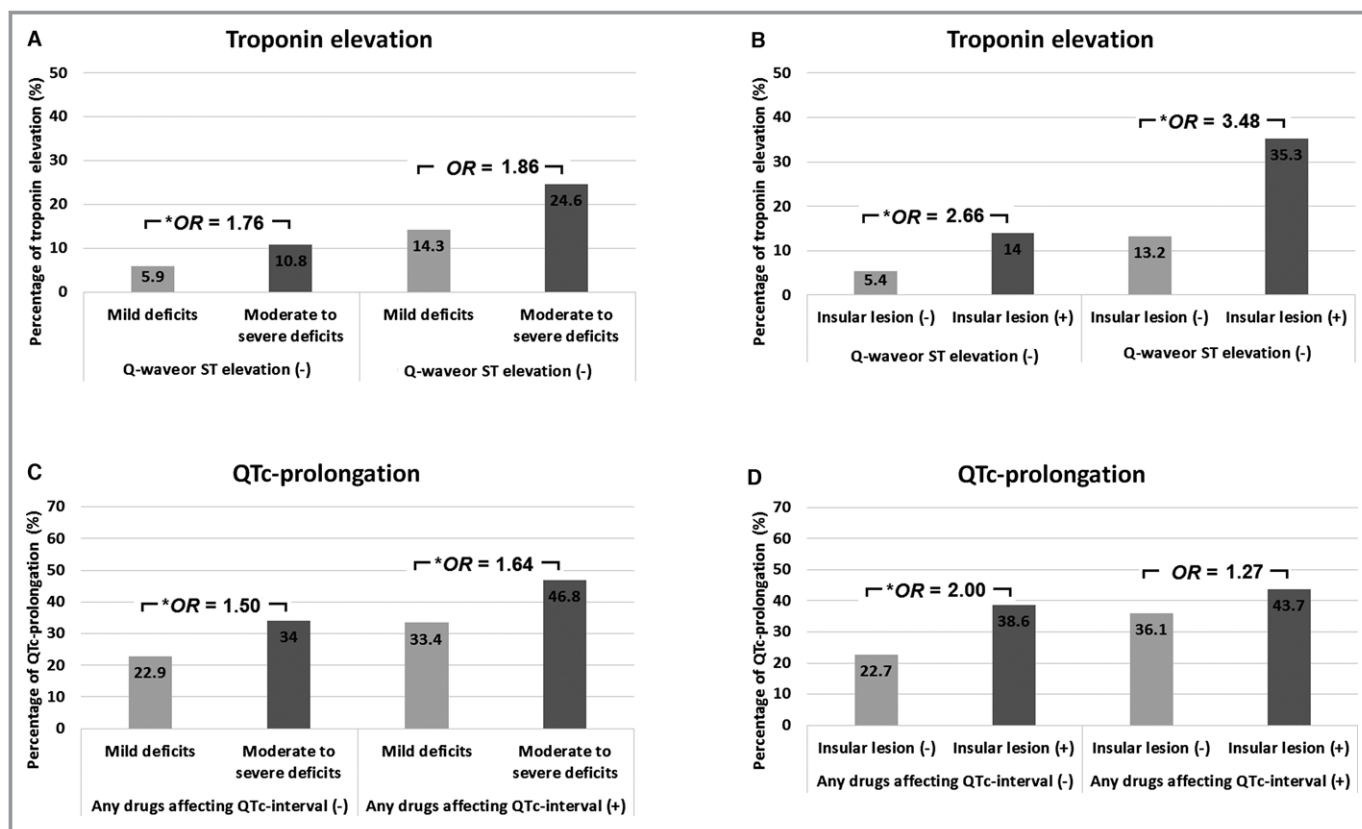 A
Troponin elevation
Percentage of troponin elevation (%)
50
40
30
20
10
0
*OR = 1.76
OR = 1.86
5.9
10.8
14.3
24.6
Mild deficits
Moderate to
severe deficits
Mild deficits
Moderate to
severe deficits
Q-waveor ST elevation (-)
Q-waveor ST elevation (-)
B
Troponin elevation
Percentage of troponin elevation (%)
50
40
30
20
10
0
*OR = 2.66
*OR = 3.48
5.4
14
13.2
35.3
Insular lesion (-)
Insular lesion (+)
Insular lesion (-)
Insular lesion (+)
Q-waveor ST elevation (-)
Q-waveor ST elevation (-)
C
QTc-prolongation
Percentage of QTc-prolongation (%)
70
60
50
40
30
20
10
0
*OR = 1.50
*OR = 1.64
22.9
34
33.4
46.8
Mild deficits
Moderate to
severe deficits
Mild deficits
Moderate to
severe deficits
Any drugs affecting QTc-interval (-)
Any drugs affecting QTc-interval (+)
D
QTc-prolongation
Percentage of QTc-prolongation (%)
70
60
50
40
30
20
10
0
*OR = 2.00
OR = 1.27
22.7
38.6
36.1
43.7
Insular lesion (-)
Insular lesion (+)
Insular lesion (-)
Insular lesion (+)
Any drugs affecting QTc-interval (-)
Any drugs affecting QTc-interval (+)